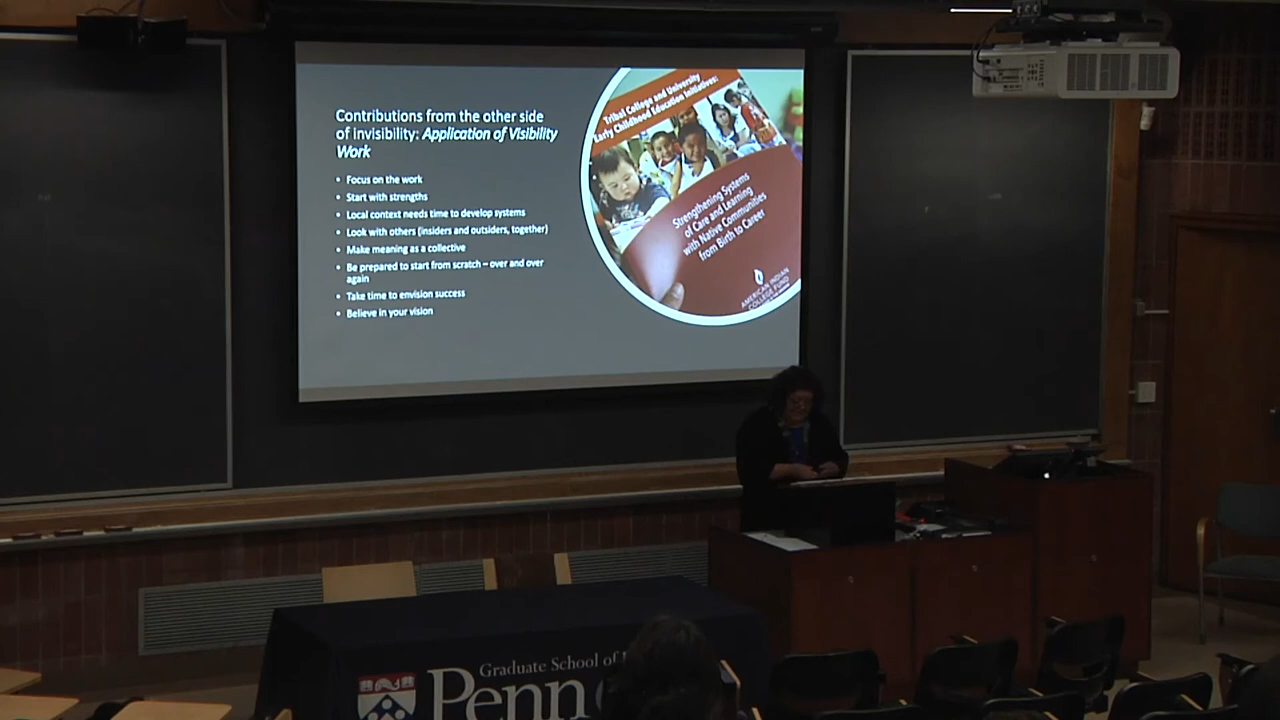 Contributions from the other side
of invisibility: Application of Visibility
Work
• Focus on the work
• Start with strengths
• Local context needs time to develop systems
• Look with others (insiders and outsiders, together)
• Make meaning as a collective
• Be prepared to start from scratch – over and over
again
• Take time to envision success
• Believe in your vision
Tribal College and University
Early Childhood Education Initiatives:
Strengthening Systems
of Care and Learning
with Native Communities
from Birth to Career
AMERICAN INDIAN
COLLEGE FUND
Graduate School of
Penn